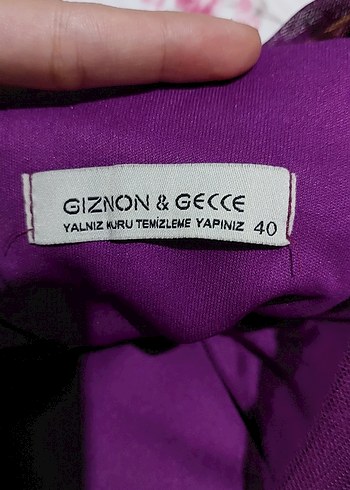 GIZNON & GECCE
YALNIZ KURU TEMİZLEME YAPINIZ 40